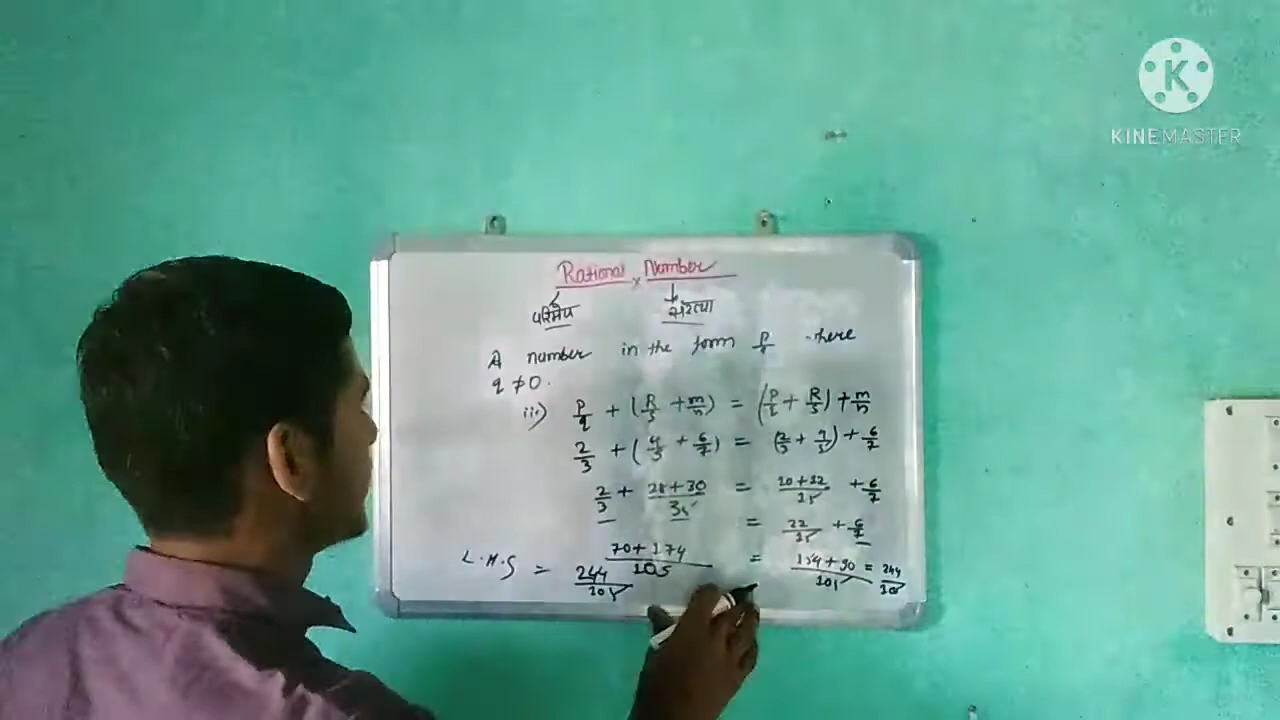 KINEMASTER
Rational Number
परिमेय संख्या
A number in the form P/q where
q ≠ 0.
iii) P/q + (R/s + m/n) = (P/q + R/s) + m/n
2/3 + (4/5 + 6/7) = (2/3 + 4/5) + 6/7
2/3 + 28+30/35 = 10+12/15 + 6/7
= 22/15 + 6/7
70+174/105 = 154+90/105 = 244/105
L.H.S = 244/105